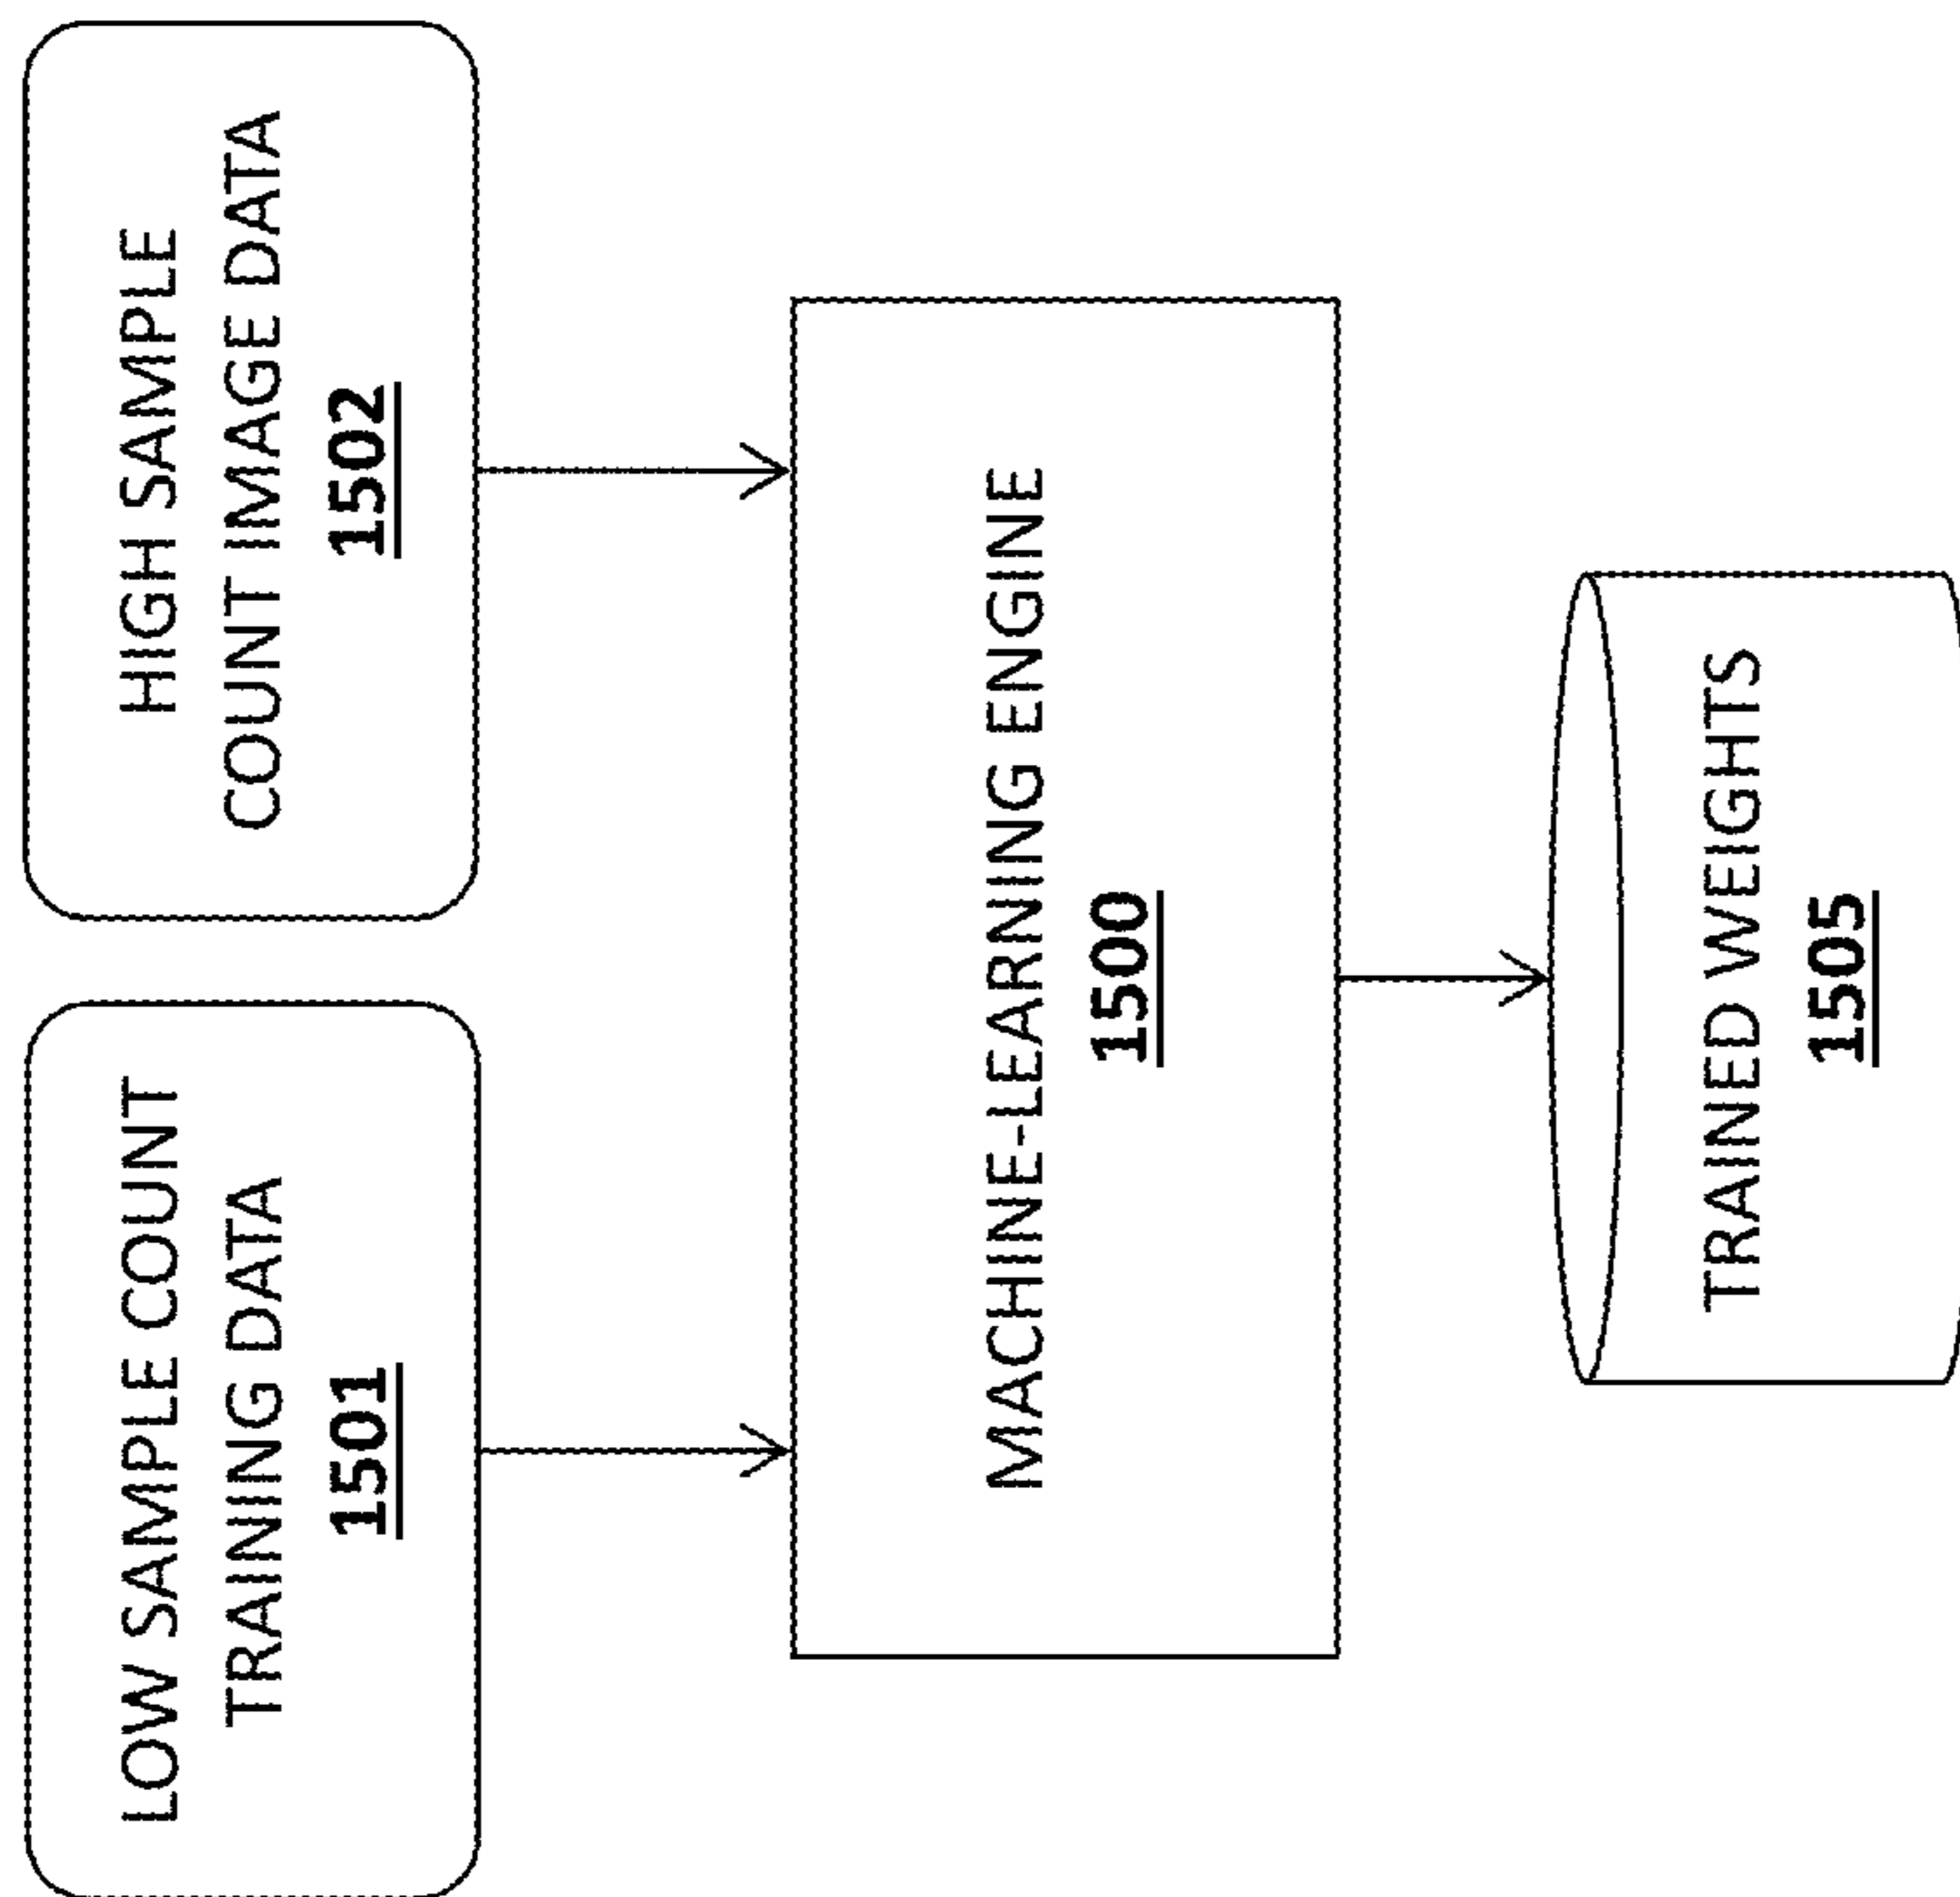 LOW SAMPLE COUNT
TRAINING DATA
1501
HIGH SAMPLE
COUNT IMAGE DATA
1502
MACHINE-LEARNING ENGINE
1500
TRAINED WEIGHTS
1505